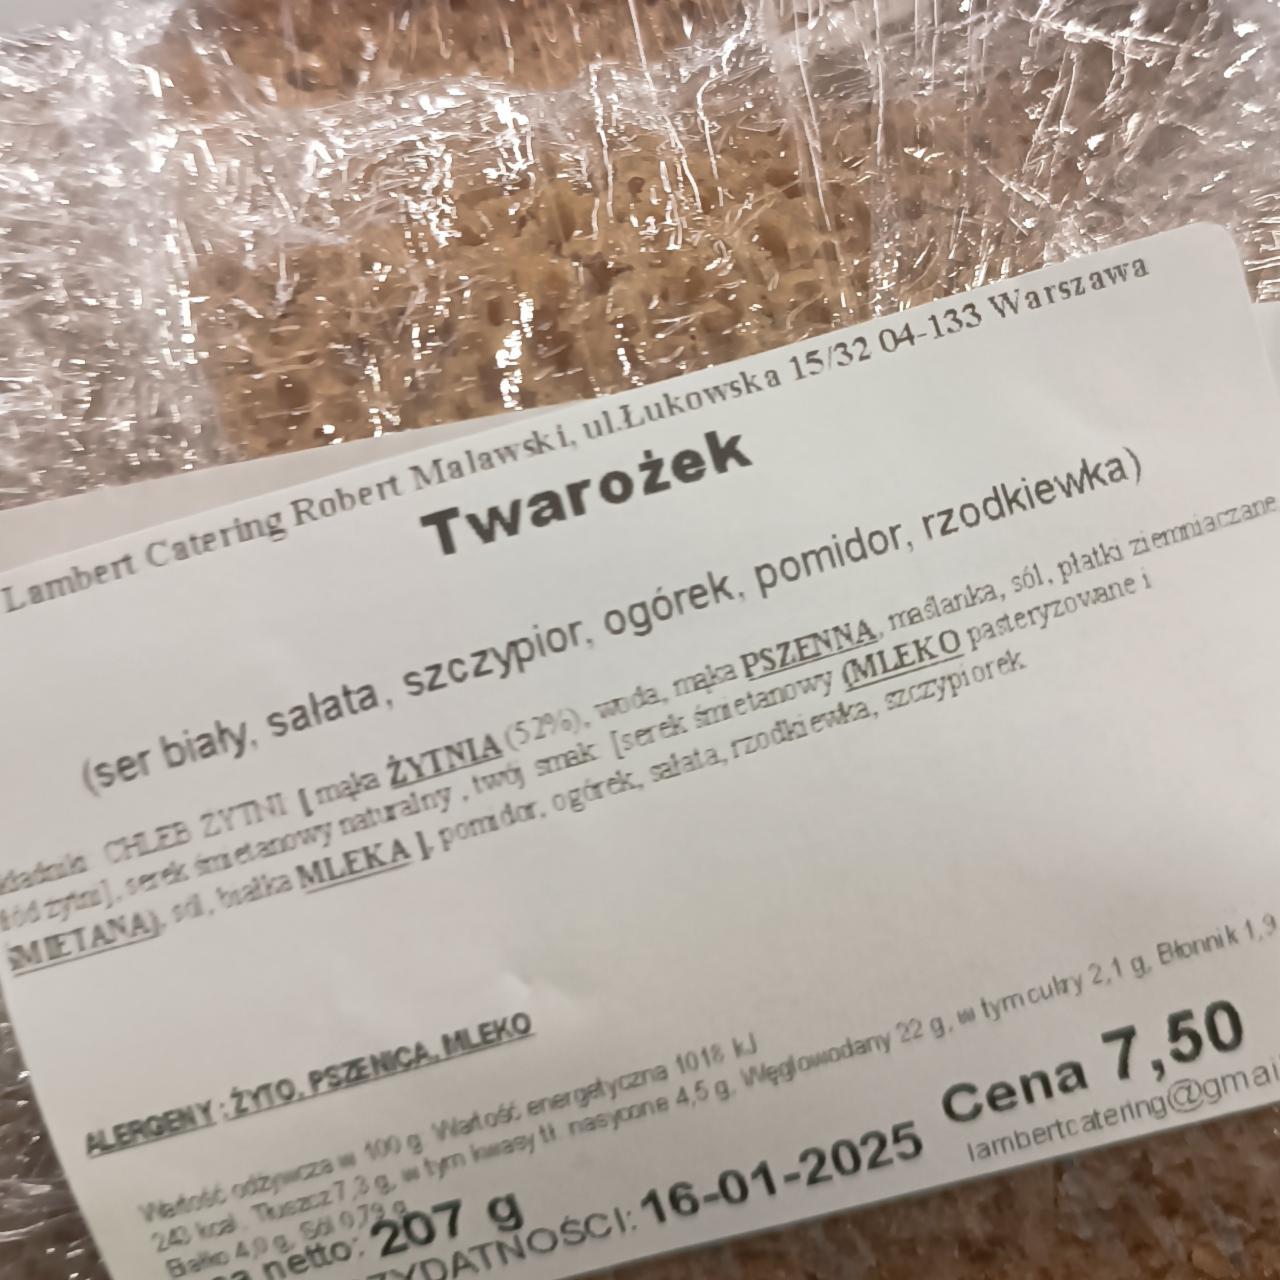 Lambert Catering Robert Malawski, ul.Łukowska 15/32 04-133 Warszawa
Twarożek
(ser biały, sałata, szczypior, ogórek, pomidor, rzodkiewka)
kładniki: CHLEB ŻYTNI [ mąka ŻYTNIA (52%), woda, mąka PSZENNA, maślanka, sól, płatki ziemniaczane
łód żytni], serek śmietanowy naturalny , twój smak [serek śmietanowy (MLEKO pasteryzowane i
ŚMIETANA), sól, białka MLEKA ], pomidor, ogórek, sałata, rzodkiewka, szczypiorek
ALERGENY : ŻYTO, PSZENICA, MLEKO
Wartość odżywcza w 100 g Wartość energetyczna 1018 kJ
243 kcal. Tłuszcz 7,3 g, w tym kwasy tł. nasycone 4,5 g, Węglowodany 22 g, w tym cukry 2,1 g, Błonnik 1,9
Białko 4,0 g, Sól 0,79 g
a netto: 207 g
ZYDATNOŚCI: 16-01-2025
Cena 7,50
lambertcatering@gmai